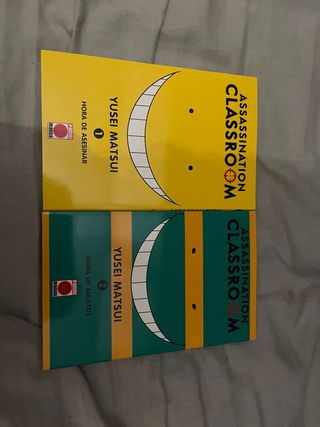 ASSASSINATION
CLASSROOM
YUSEI MATSUI
1
HORA DE ASESINAR
ASSASSINATION
CLASSROOM
YUSEI MATSUI
2
HORA DE ADULTOS